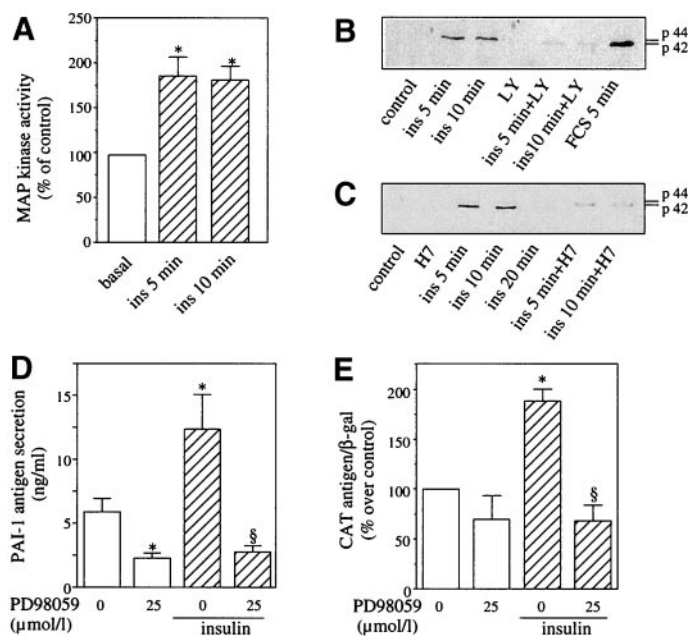 A
MAP kinase activity
(% of control)
250
200
150
100
50
0
*
*
basal
ins 5 min
ins 10 min
B
p 44
p 42
control
ins 5 min
ins 10 min
LY
ins 5 min+LY
ins10 min+LY
FCS 5 min
C
p 44
p 42
control
H7
ins 5 min
ins 10 min
ins 20 min
ins 5 min+H7
ins 10 min+H7
D
PAI-1 antigen secretion
(ng/ml)
15
10
5
0
*
*
§
PD98059 0 25 0 25
(µmol/l) insulin
E
CAT antigen/β-gal
(% over control)
200
150
100
50
0
*
§
PD98059 0 25 0 25
(µmol/l) insulin